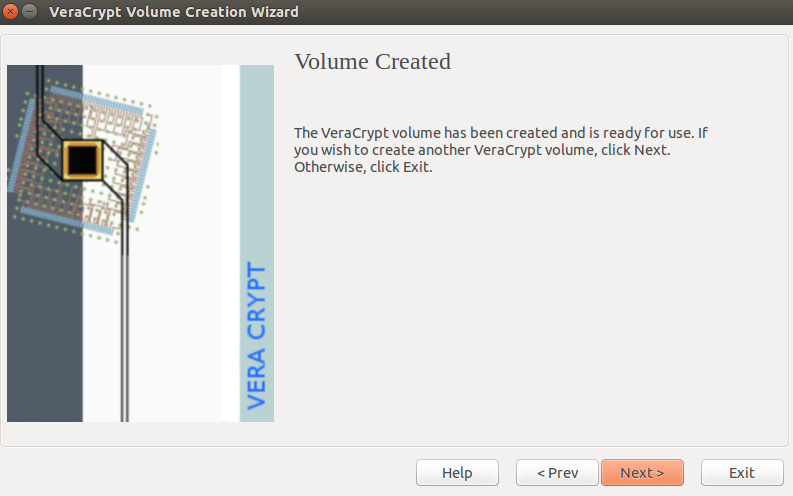 VeraCrypt Volume Creation Wizard
Volume Created
The VeraCrypt volume has been created and is ready for use. If
you wish to create another VeraCrypt volume, click Next.
Otherwise, click Exit.
VERA CRYPT
Help
< Prev
Next >
Exit